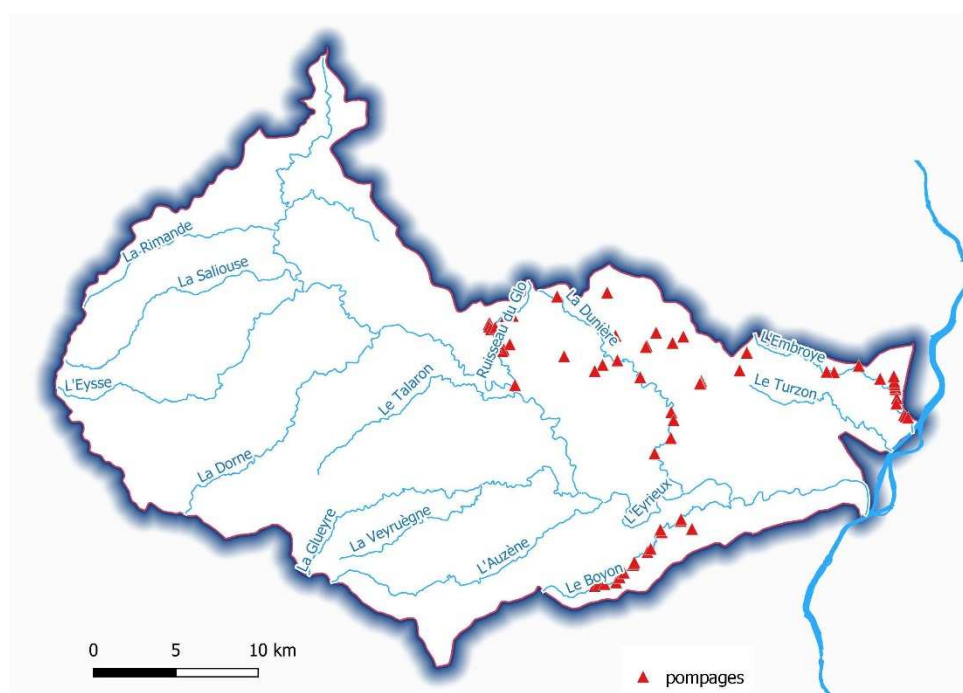 La Rimande
La Saliouse
L'Eysse
La Dorne
Le Talaron
Ruisseau du Glo
La Dunière
L'Embroye
Le Turzon
La Glueyre
La Veyruègne
L'Auzène
L'Eyrieux
Le Boyon
0 5 10 km
pompages